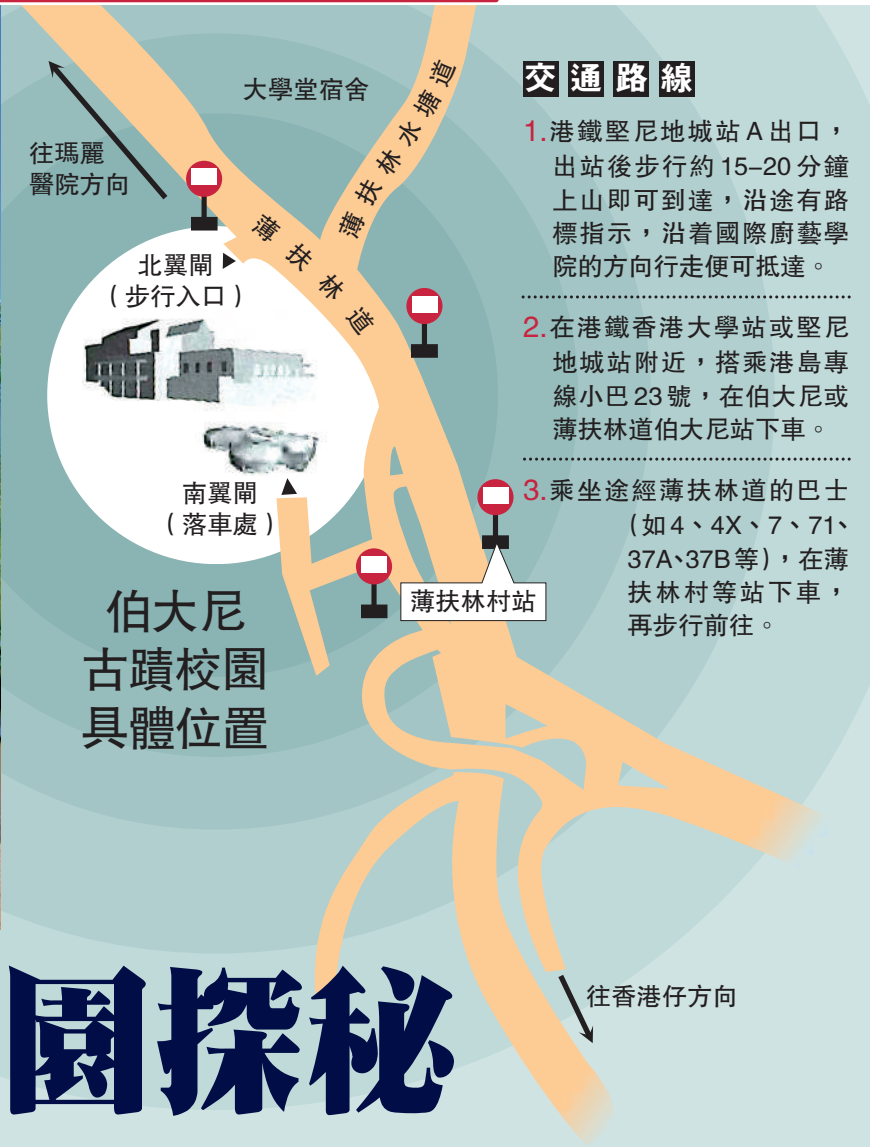 大學堂宿舍
薄扶林水塘道
往瑪麗
醫院方向
薄扶林道
北翼閘
（步行入口）
南翼閘
（落車處）
薄扶林村站
伯大尼
古蹟校園
具體位置
往香港仔方向
交通路線
1.港鐵堅尼地城站A出口，
出站後步行約15–20分鐘
上山即可到達，沿途有路
標指示，沿着國際廚藝學
院的方向行走便可抵達。
2.在港鐵香港大學站或堅尼
地城站附近，搭乘港島專
線小巴23號，在伯大尼或
薄扶林道伯大尼站下車。
3.乘坐途經薄扶林道的巴士
（如4、4X、7、71、
37A、37B等），在薄
扶林村等站下車，
再步行前往。
園探秘